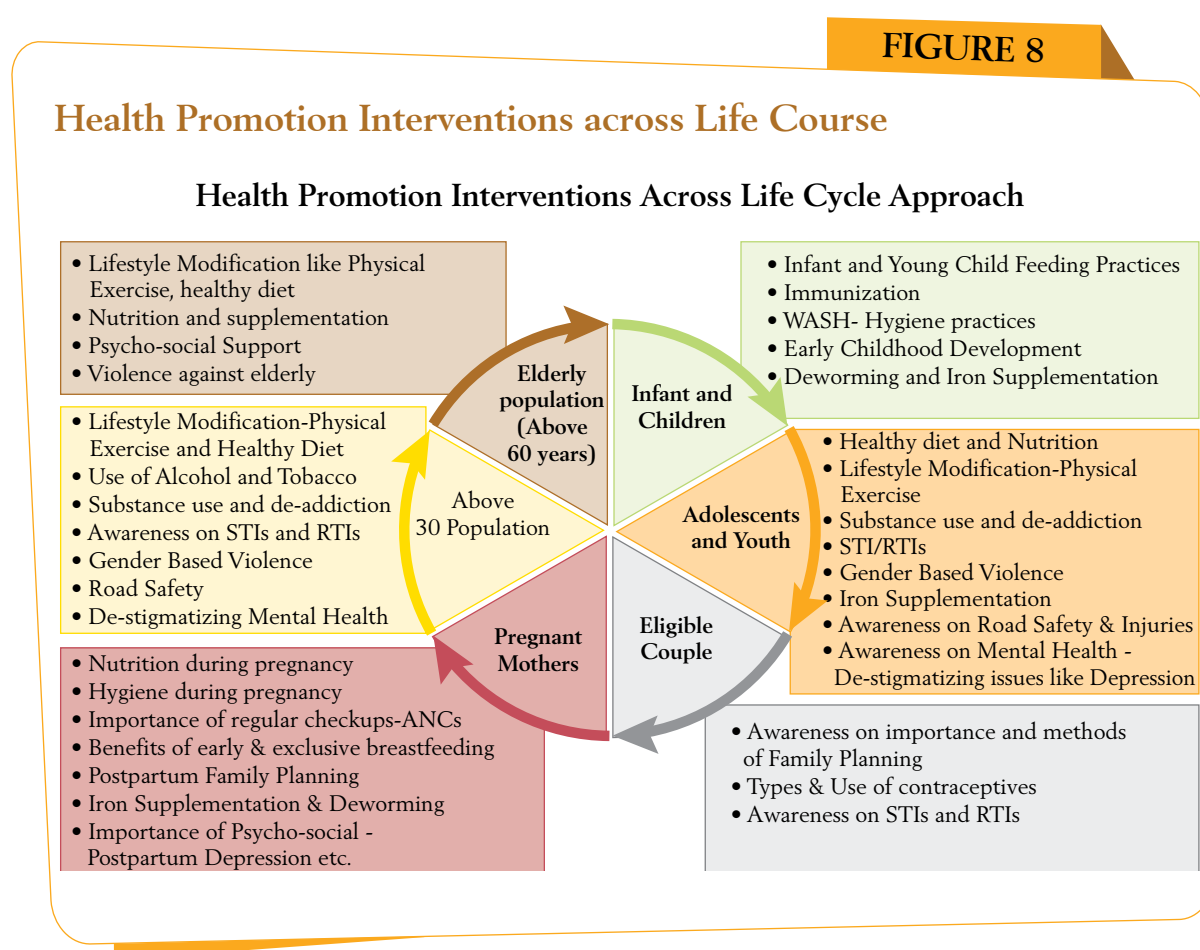 FIGURE 8
Health Promotion Interventions across Life Course
Health Promotion Interventions Across Life Cycle Approach
• Lifestyle Modification like Physical
Exercise, healthy diet
• Nutrition and supplementation
• Psycho-social Support
• Violence against elderly
• Infant and Young Child Feeding Practices
• Immunization
• WASH- Hygiene practices
• Early Childhood Development
• Deworming and Iron Supplementation
Elderly
population
(Above
60 years)
Infant and
Children
• Lifestyle Modification-Physical
Exercise and Healthy Diet
• Use of Alcohol and Tobacco
• Substance use and de-addiction
• Awareness on STIs and RTIs
• Gender Based Violence
• Road Safety
• De-stigmatizing Mental Health
Above
30 Population
Adolescents
and Youth
• Healthy diet and Nutrition
• Lifestyle Modification-Physical
Exercise
• Substance use and de-addiction
• STI/RTIs
• Gender Based Violence
• Iron Supplementation
• Awareness on Road Safety & Injuries
• Awareness on Mental Health -
De-stigmatizing issues like Depression
Pregnant
Mothers
Eligible
Couple
• Nutrition during pregnancy
• Hygiene during pregnancy
• Importance of regular checkups-ANCs
• Benefits of early & exclusive breastfeeding
• Postpartum Family Planning
• Iron Supplementation & Deworming
• Importance of Psycho-social -
Postpartum Depression etc.
• Awareness on importance and methods
of Family Planning
• Types & Use of contraceptives
• Awareness on STIs and RTIs